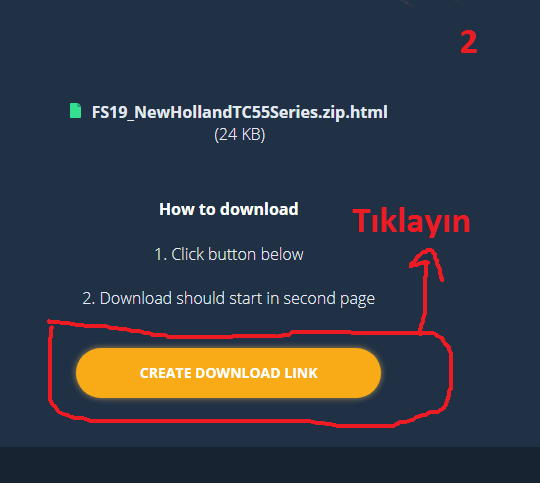 2
FS19_NewHollandTC55Series.zip.html
(24 KB)
How to download
Tıklayın
1. Click button below
2. Download should start in second page
CREATE DOWNLOAD LINK